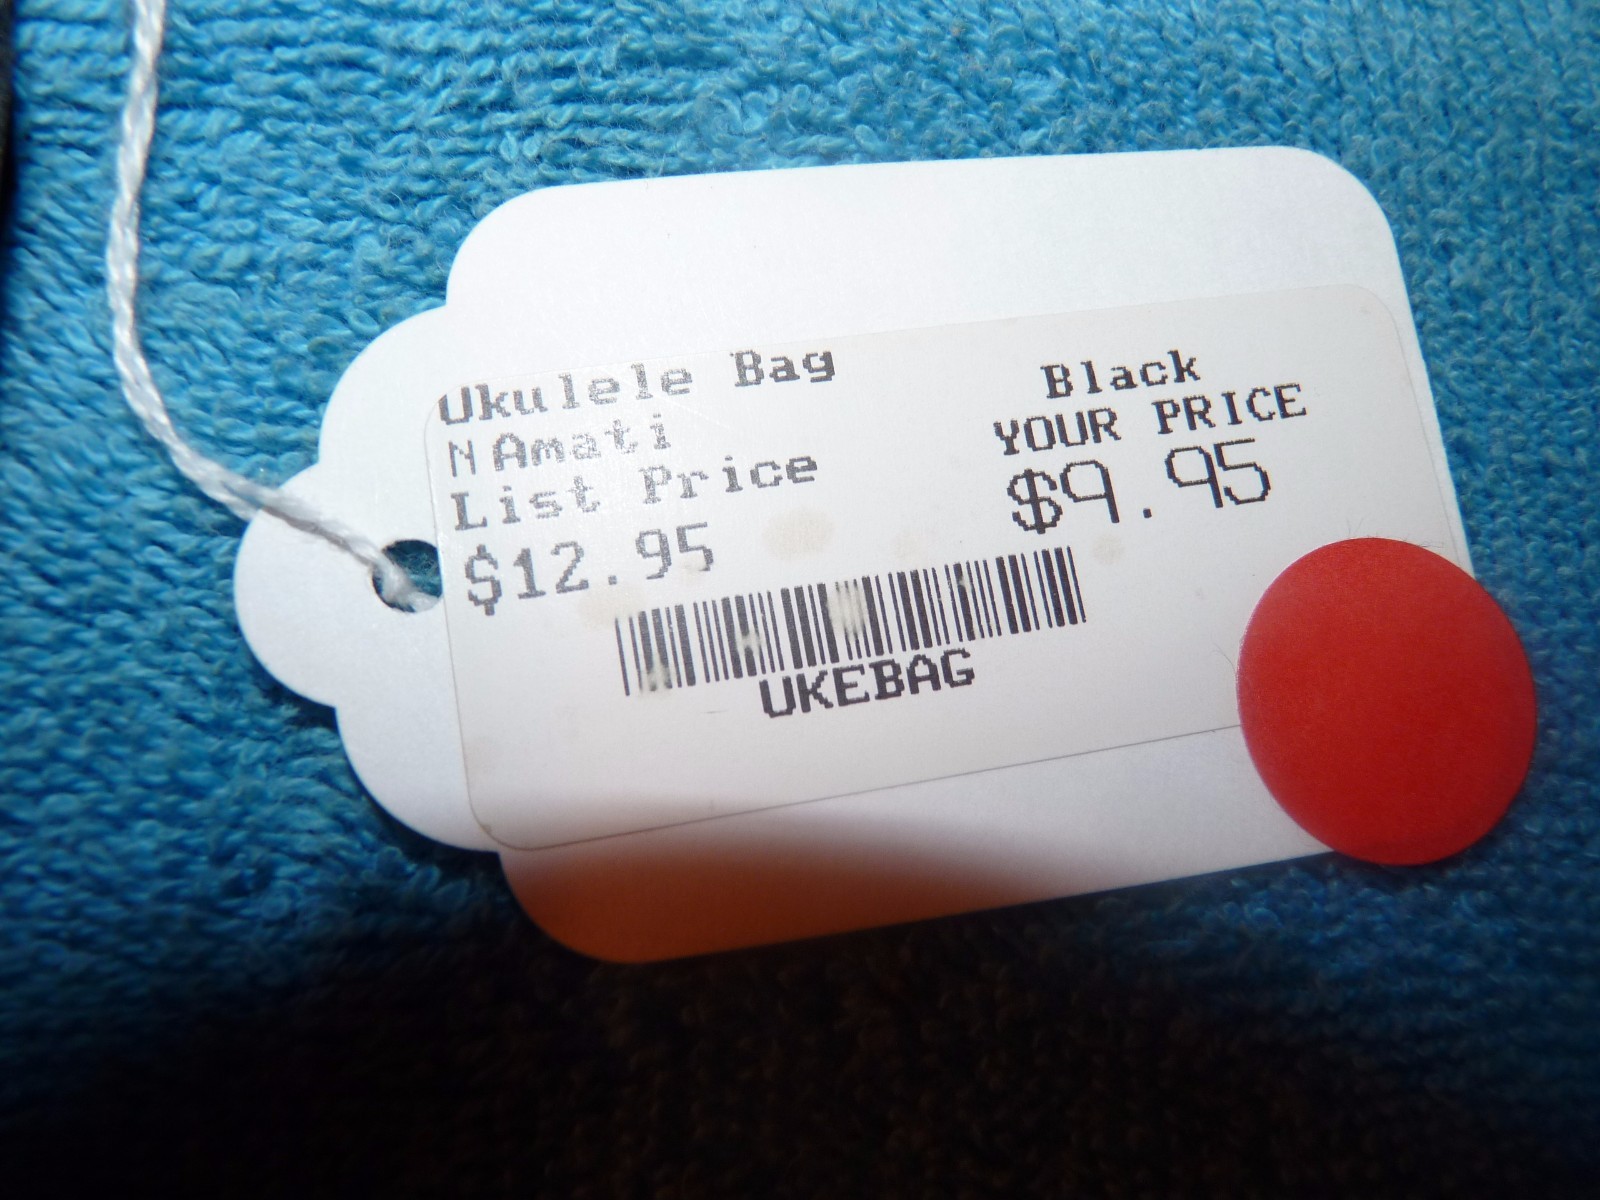 Ukulele Bag
Black
N Amati
YOUR PRICE
List Price
$9.95
$12.95
UKEBAG